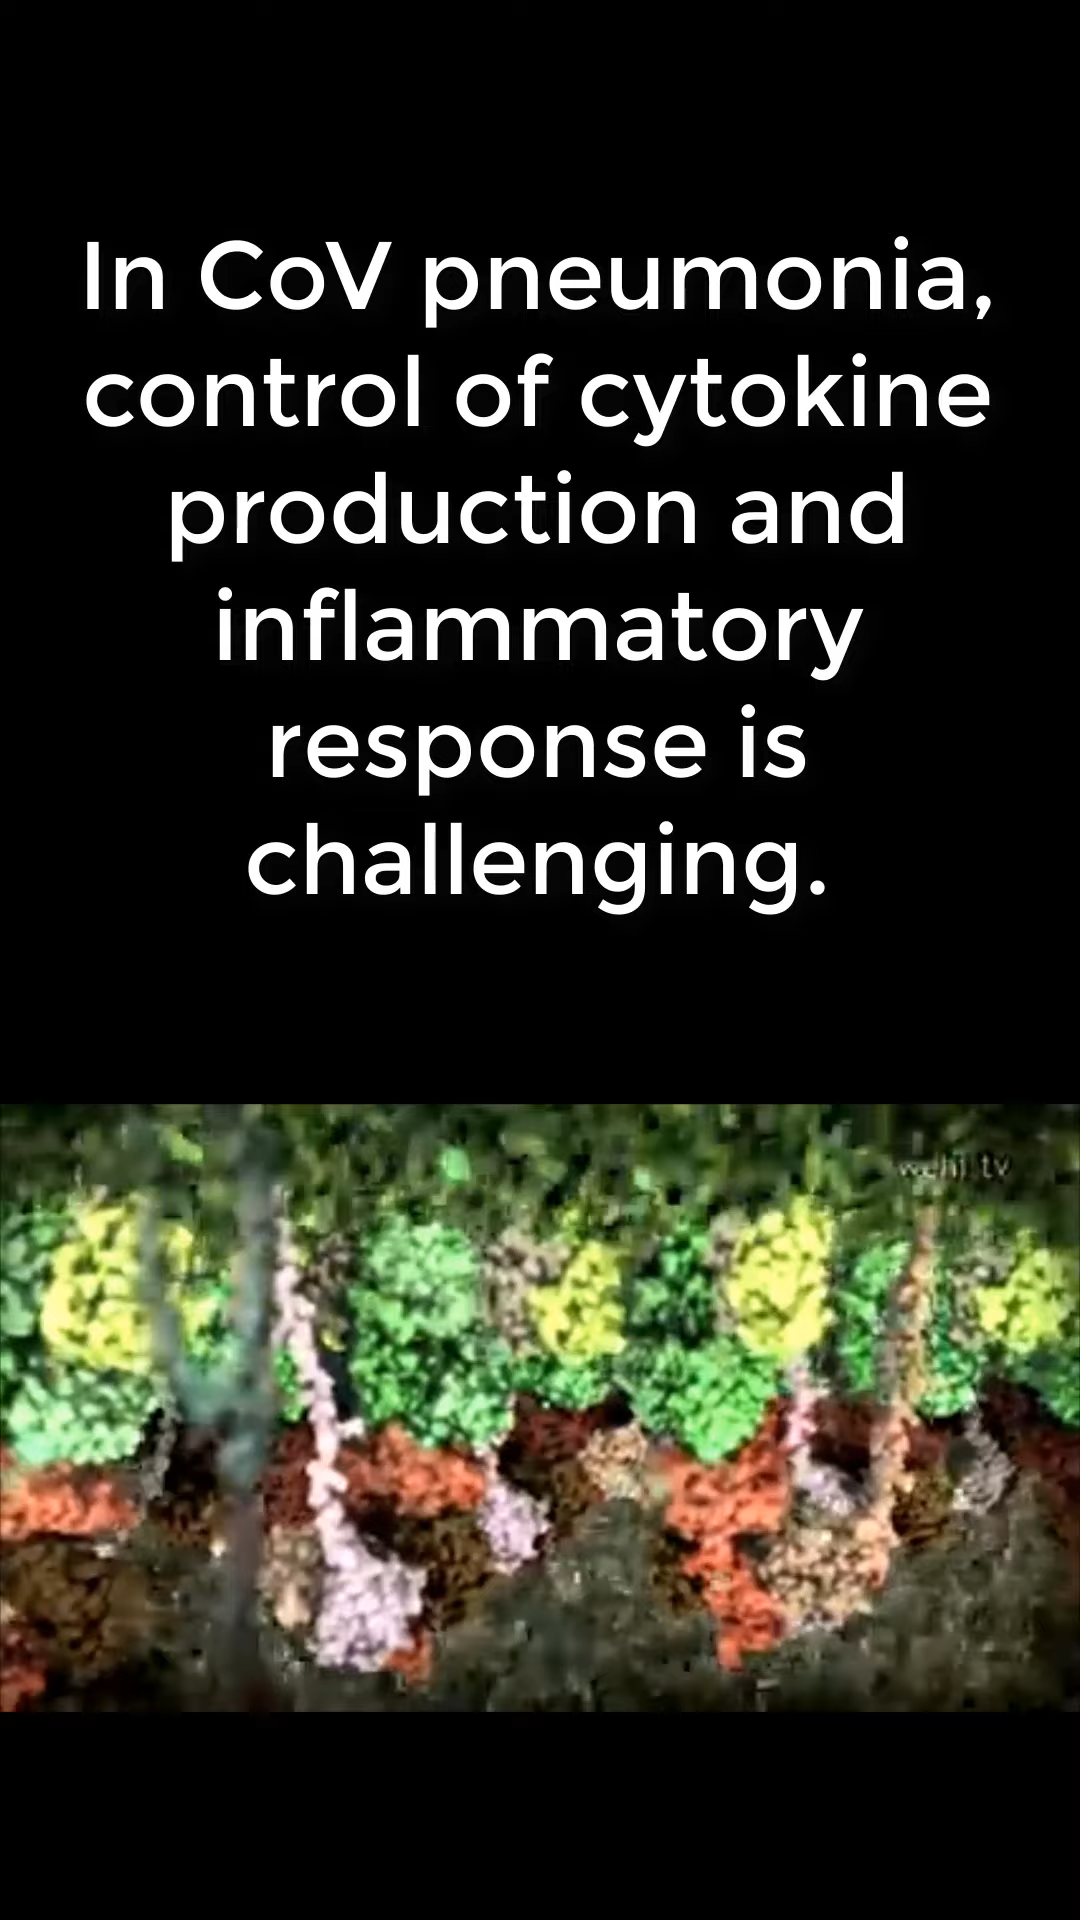 In CoV pneumonia,
control of cytokine
production and
inflammatory
response is
challenging.
wehi.tv